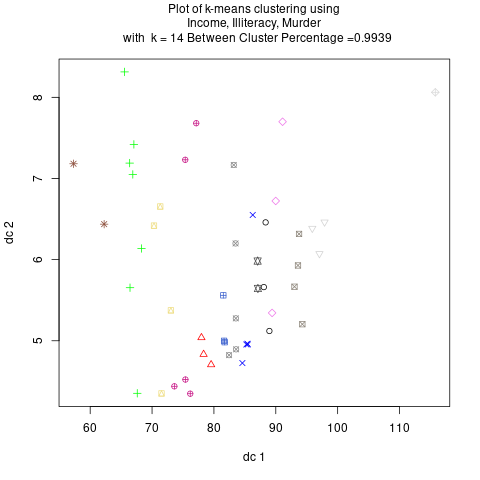 Plot of k-means clustering using
Income, Illiteracy, Murder
with k = 14 Between Cluster Percentage =0.9939
8
7
6
5
dc 2
60 70 80 90 100 110
dc 1